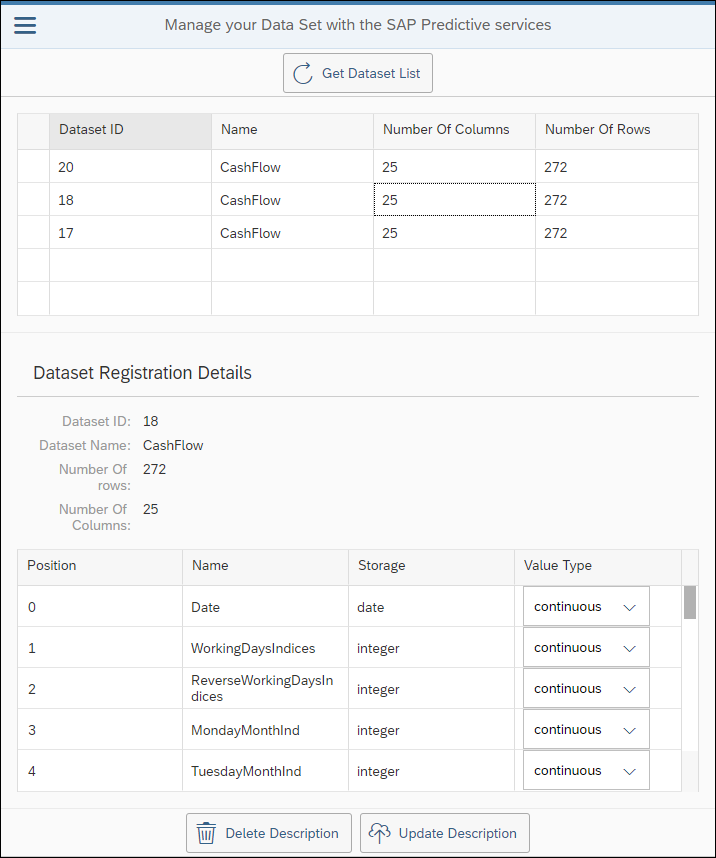 Manage your Data Set with the SAP Predictive services
Get Dataset List
Dataset ID Name Number Of Columns Number Of Rows
20 CashFlow 25 272
18 CashFlow 25 272
17 CashFlow 25 272
Dataset Registration Details
Dataset ID: 18
Dataset Name: CashFlow
Number Of 272
rows:
Number Of 25
Columns:
Position Name Storage Value Type
0 Date date continuous
1 WorkingDaysIndices integer continuous
ReverseWorkingDaysIn
2 dices integer continuous
3 MondayMonthInd integer continuous
4 TuesdayMonthInd integer continuous
Delete Description Update Description